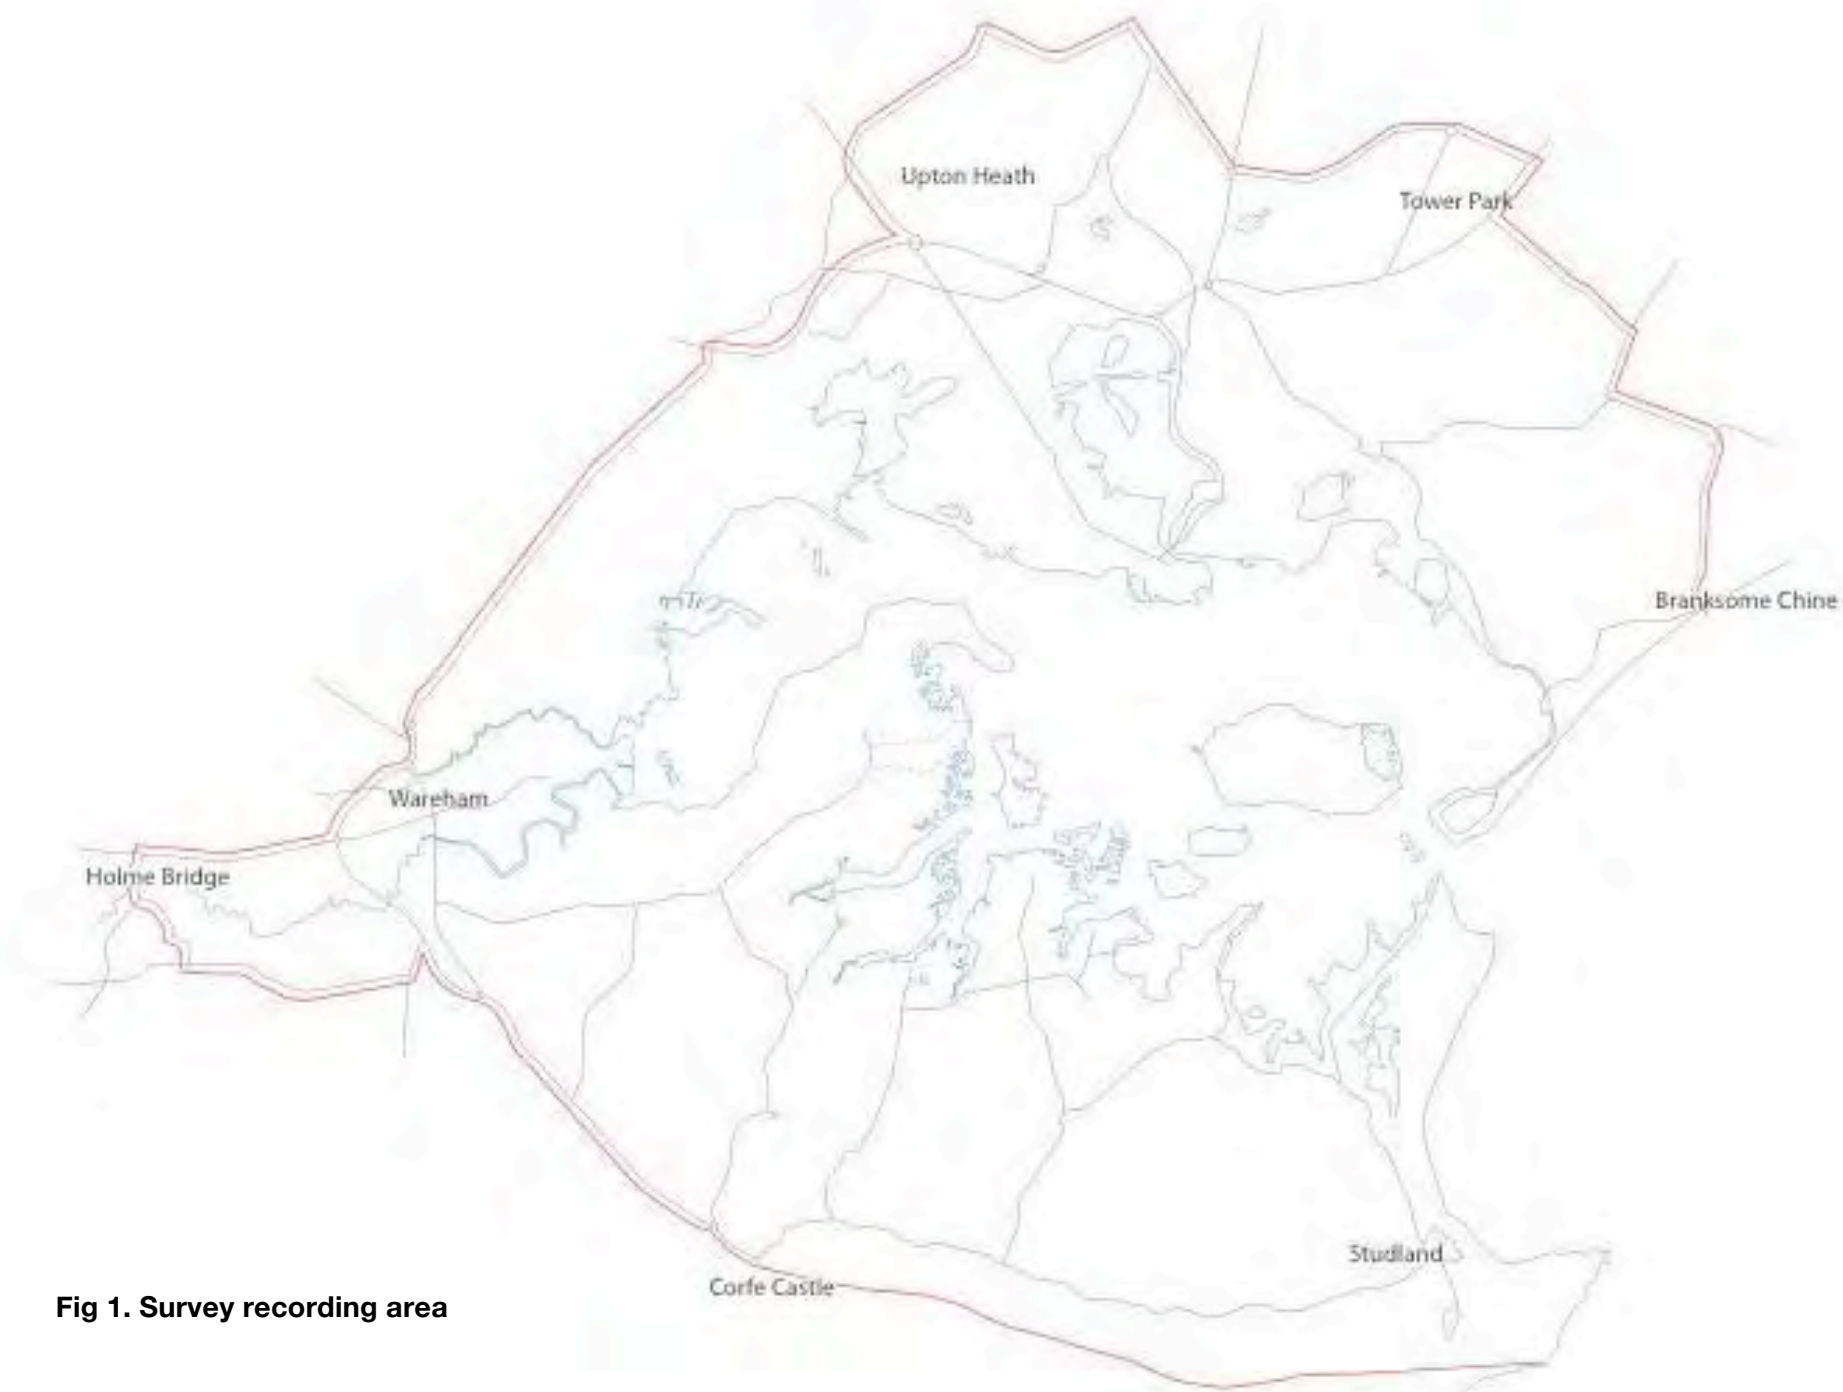 Upton Heath
Tower Park
Branksome Chine
Wareham
Holme Bridge
Studland
Corfe Castle
Fig 1. Survey recording area